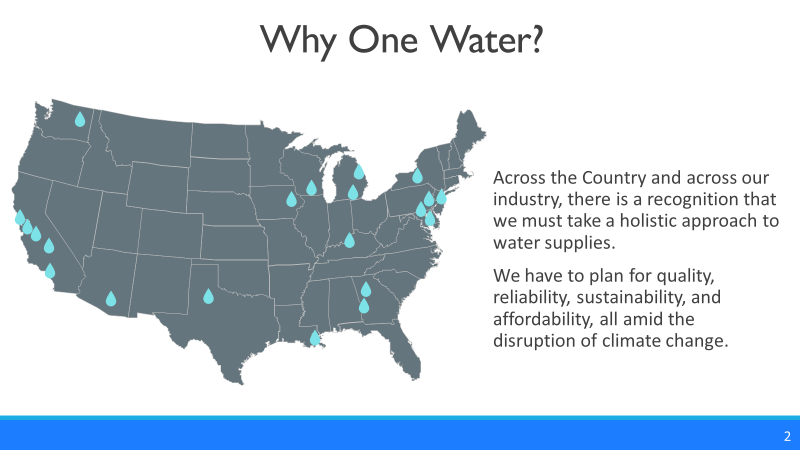 Why One Water?
Across the Country and across our
industry, there is a recognition that
we must take a holistic approach to
water supplies.
We have to plan for quality,
reliability, sustainability, and
affordability, all amid the
disruption of climate change.
2